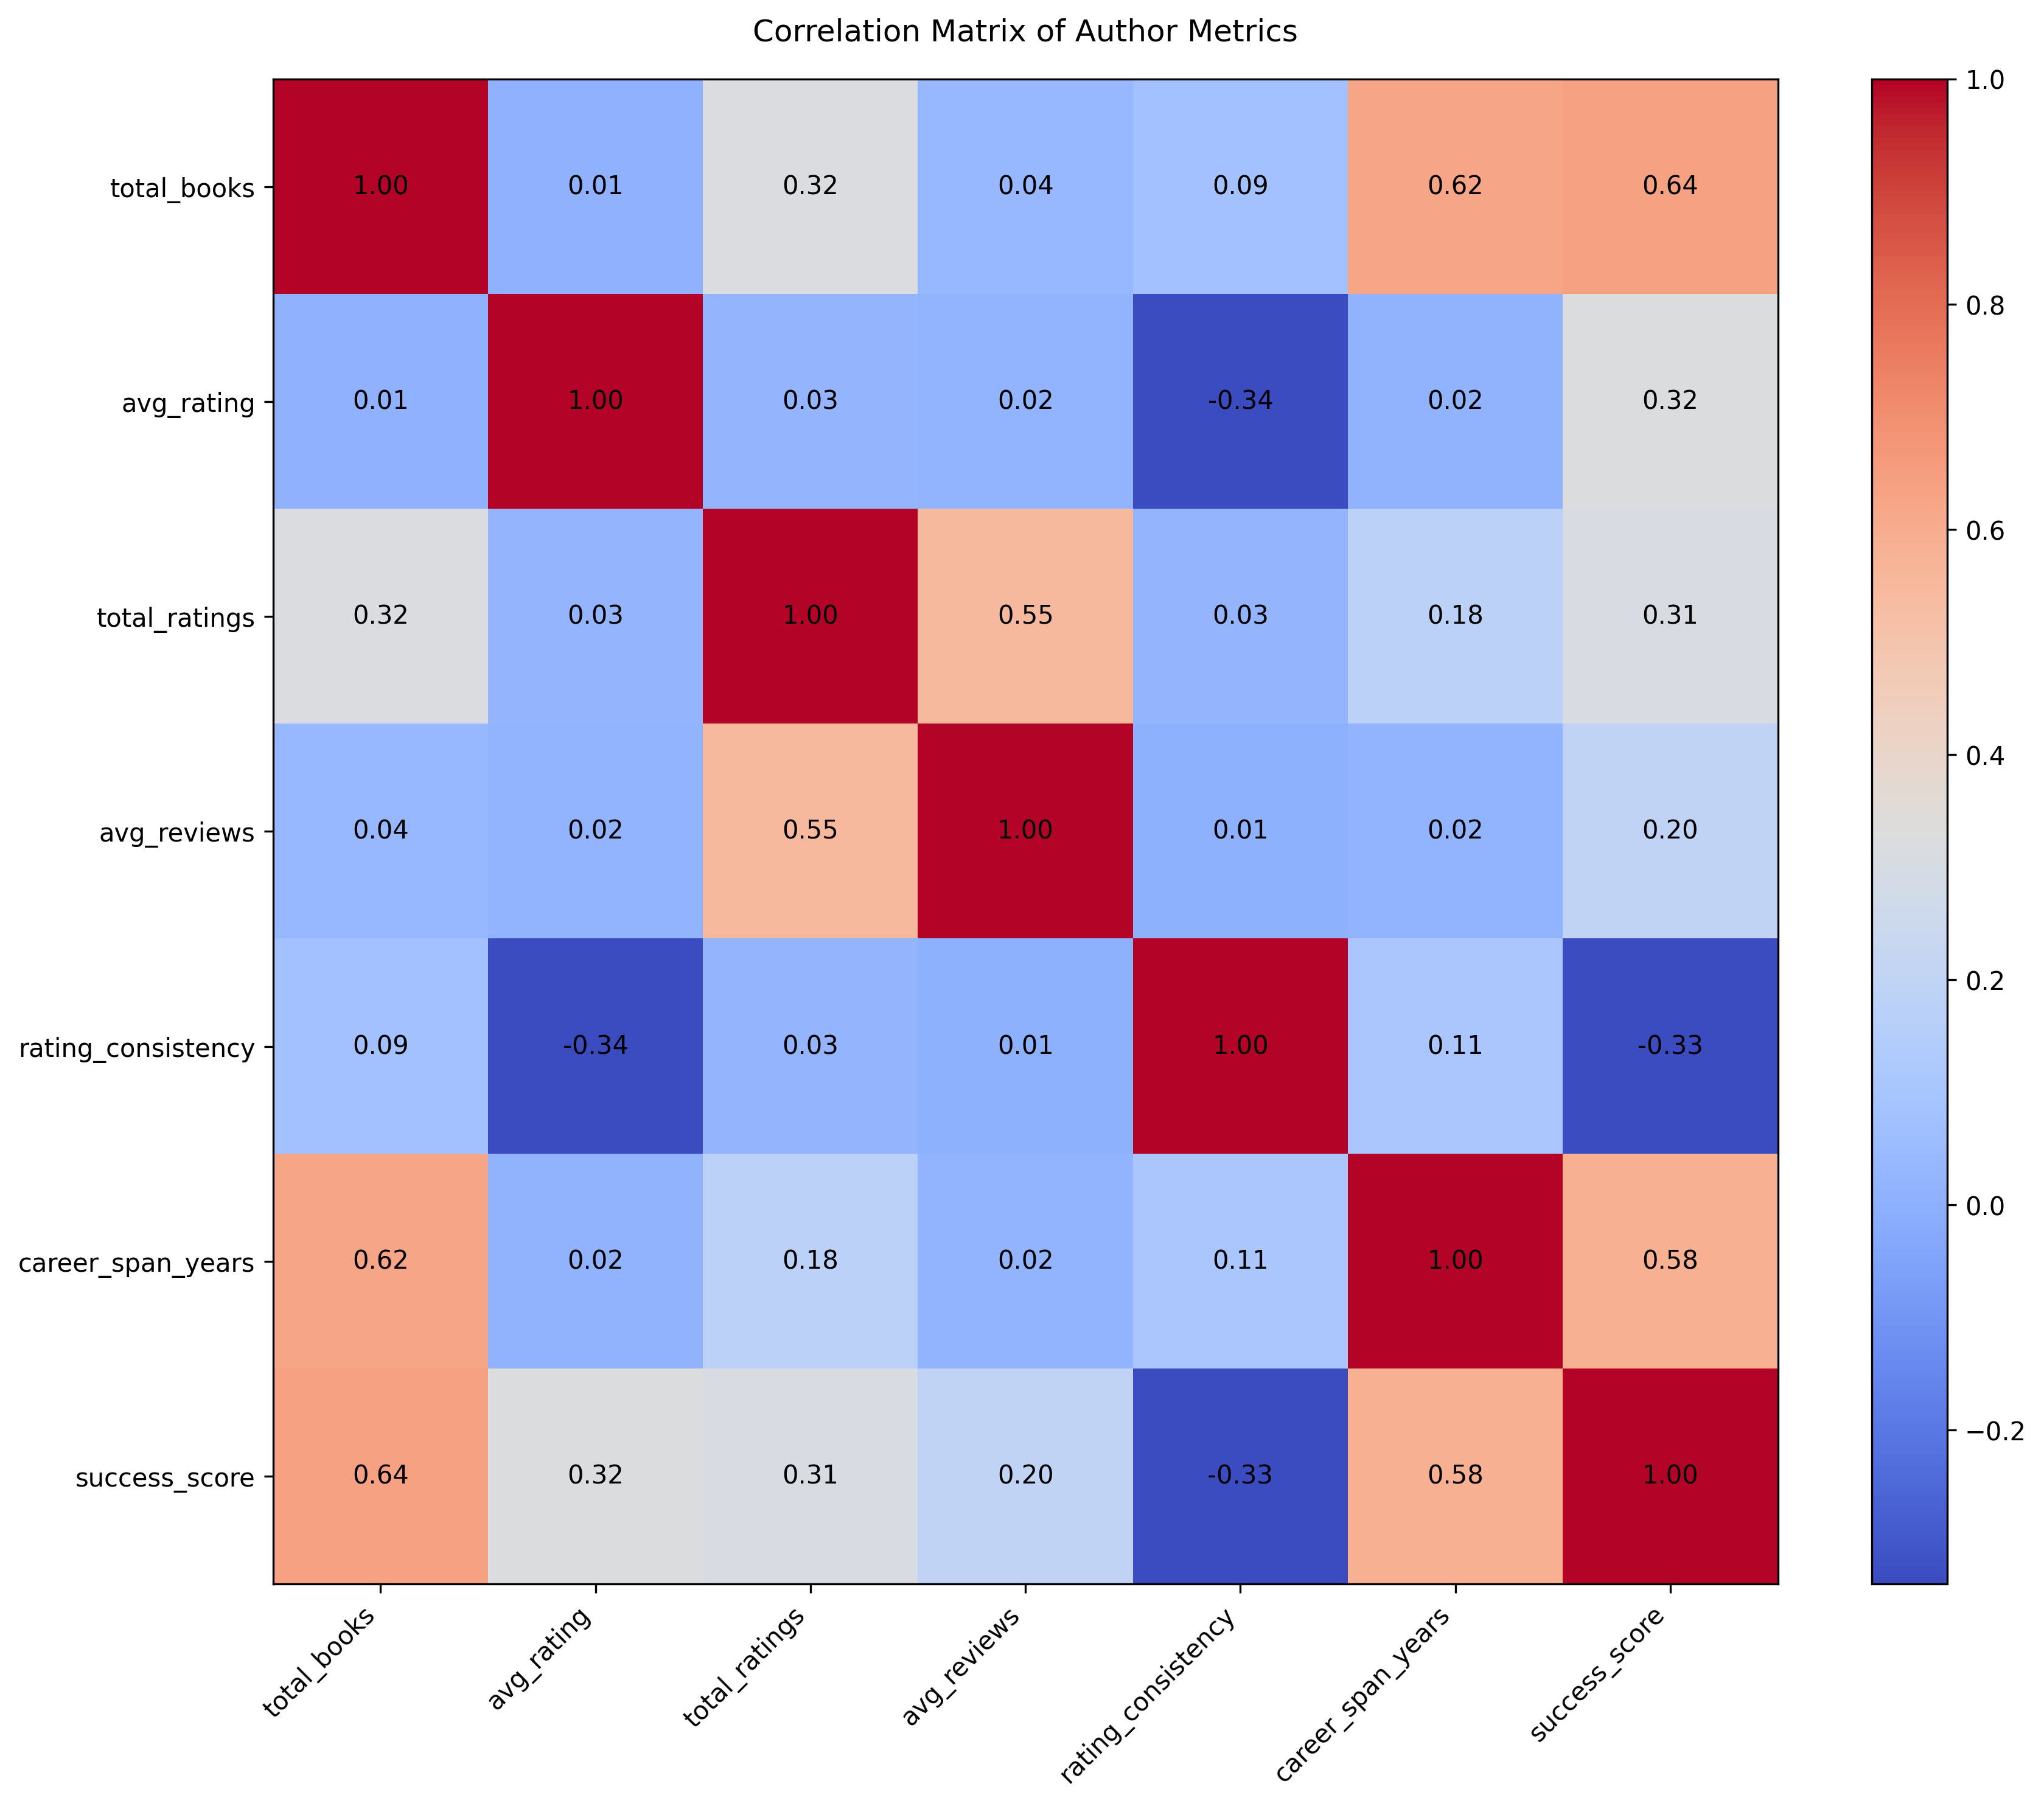 Correlation Matrix of Author Metrics
total_books 1.00 0.01 0.32 0.04 0.09 0.62 0.64
avg_rating 0.01 1.00 0.03 0.02 -0.34 0.02 0.32
total_ratings 0.32 0.03 1.00 0.55 0.03 0.18 0.31
avg_reviews 0.04 0.02 0.55 1.00 0.01 0.02 0.20
rating_consistency 0.09 -0.34 0.03 0.01 1.00 0.11 -0.33
career_span_years 0.62 0.02 0.18 0.02 0.11 1.00 0.58
success_score 0.64 0.32 0.31 0.20 -0.33 0.58 1.00
total_books
avg_rating
total_ratings
avg_reviews
rating_consistency
career_span_years
success_score
1.0
0.8
0.6
0.4
0.2
0.0
−0.2